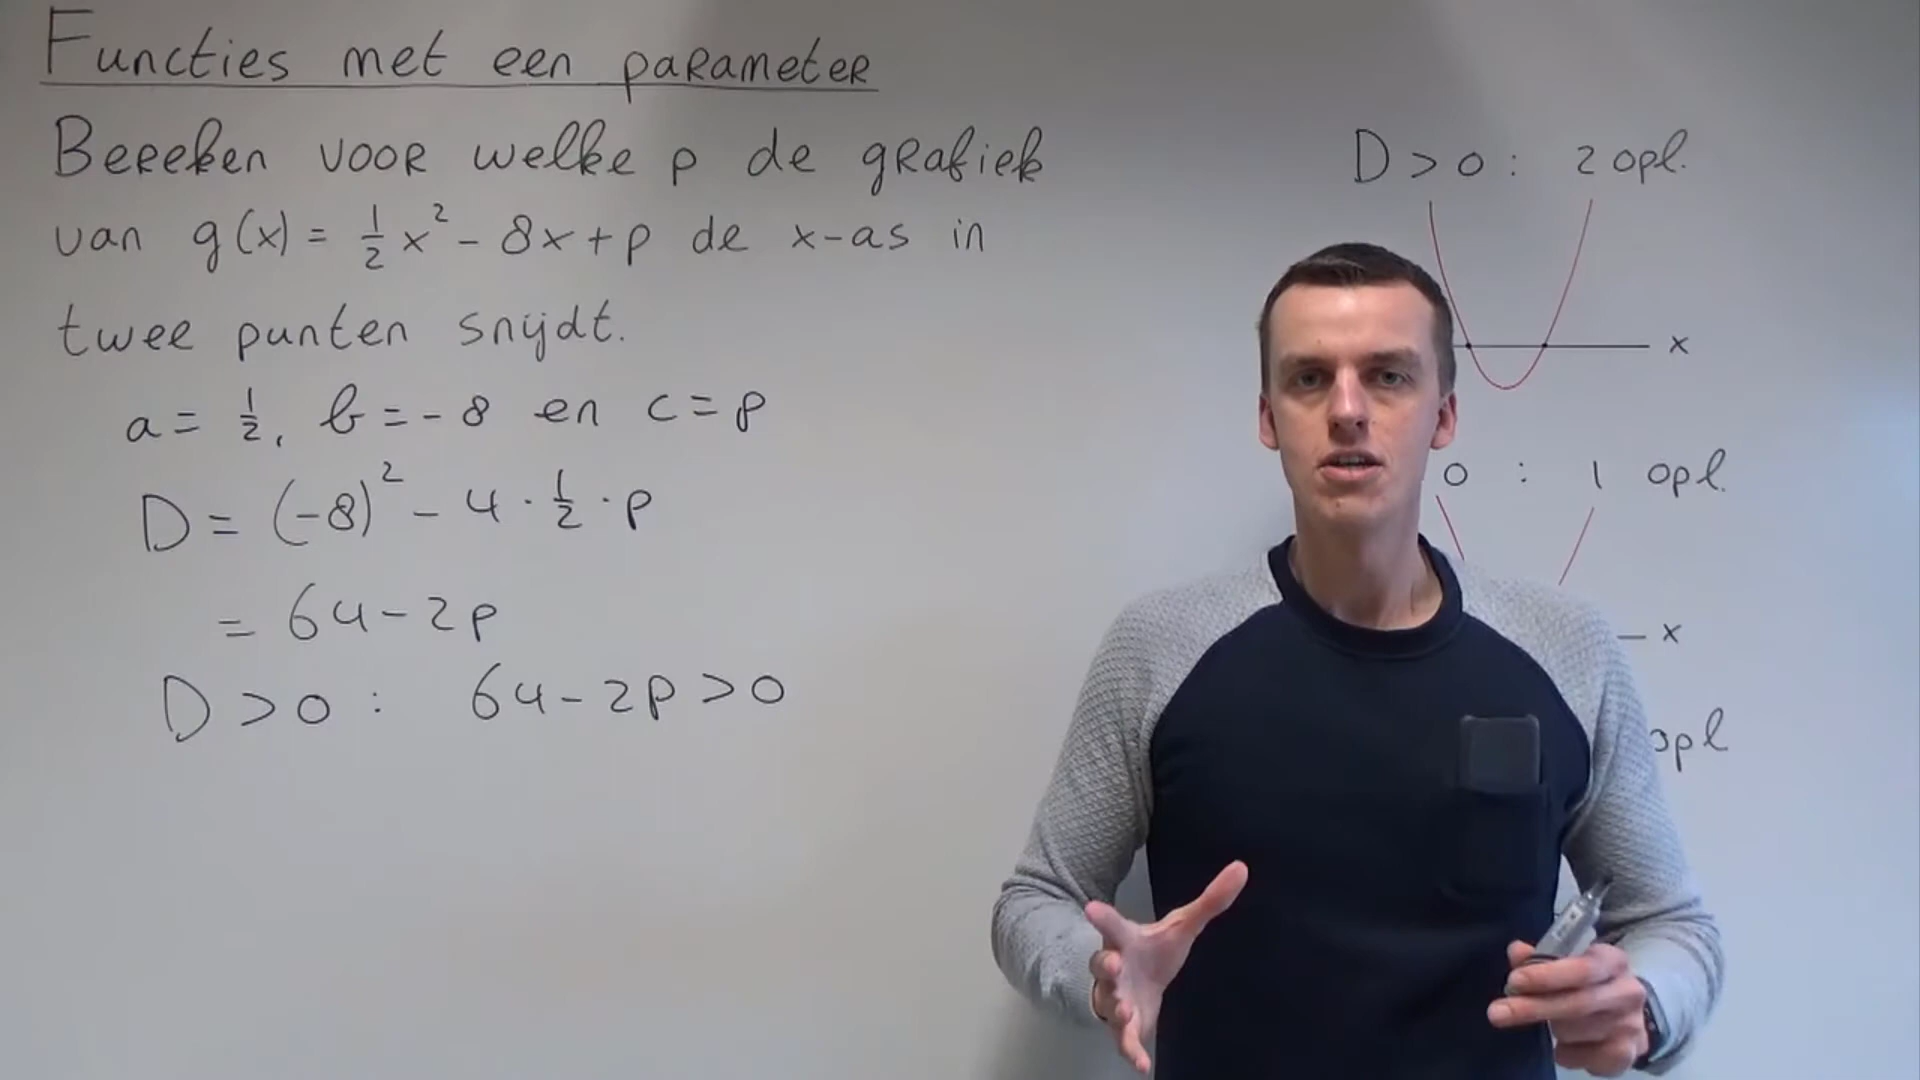 Functies met een parameter
Bereken voor welke p de grafiek
van g(x) = ½x² - 8x + p de x-as in
twee punten snijdt.
a = ½, b = -8 en c = p
D = (-8)² - 4 · ½ · p
= 64 - 2p
D > 0 : 64 - 2p > 0
D > 0 : 2 opl.
x
0 : 1 opl.
x
opl